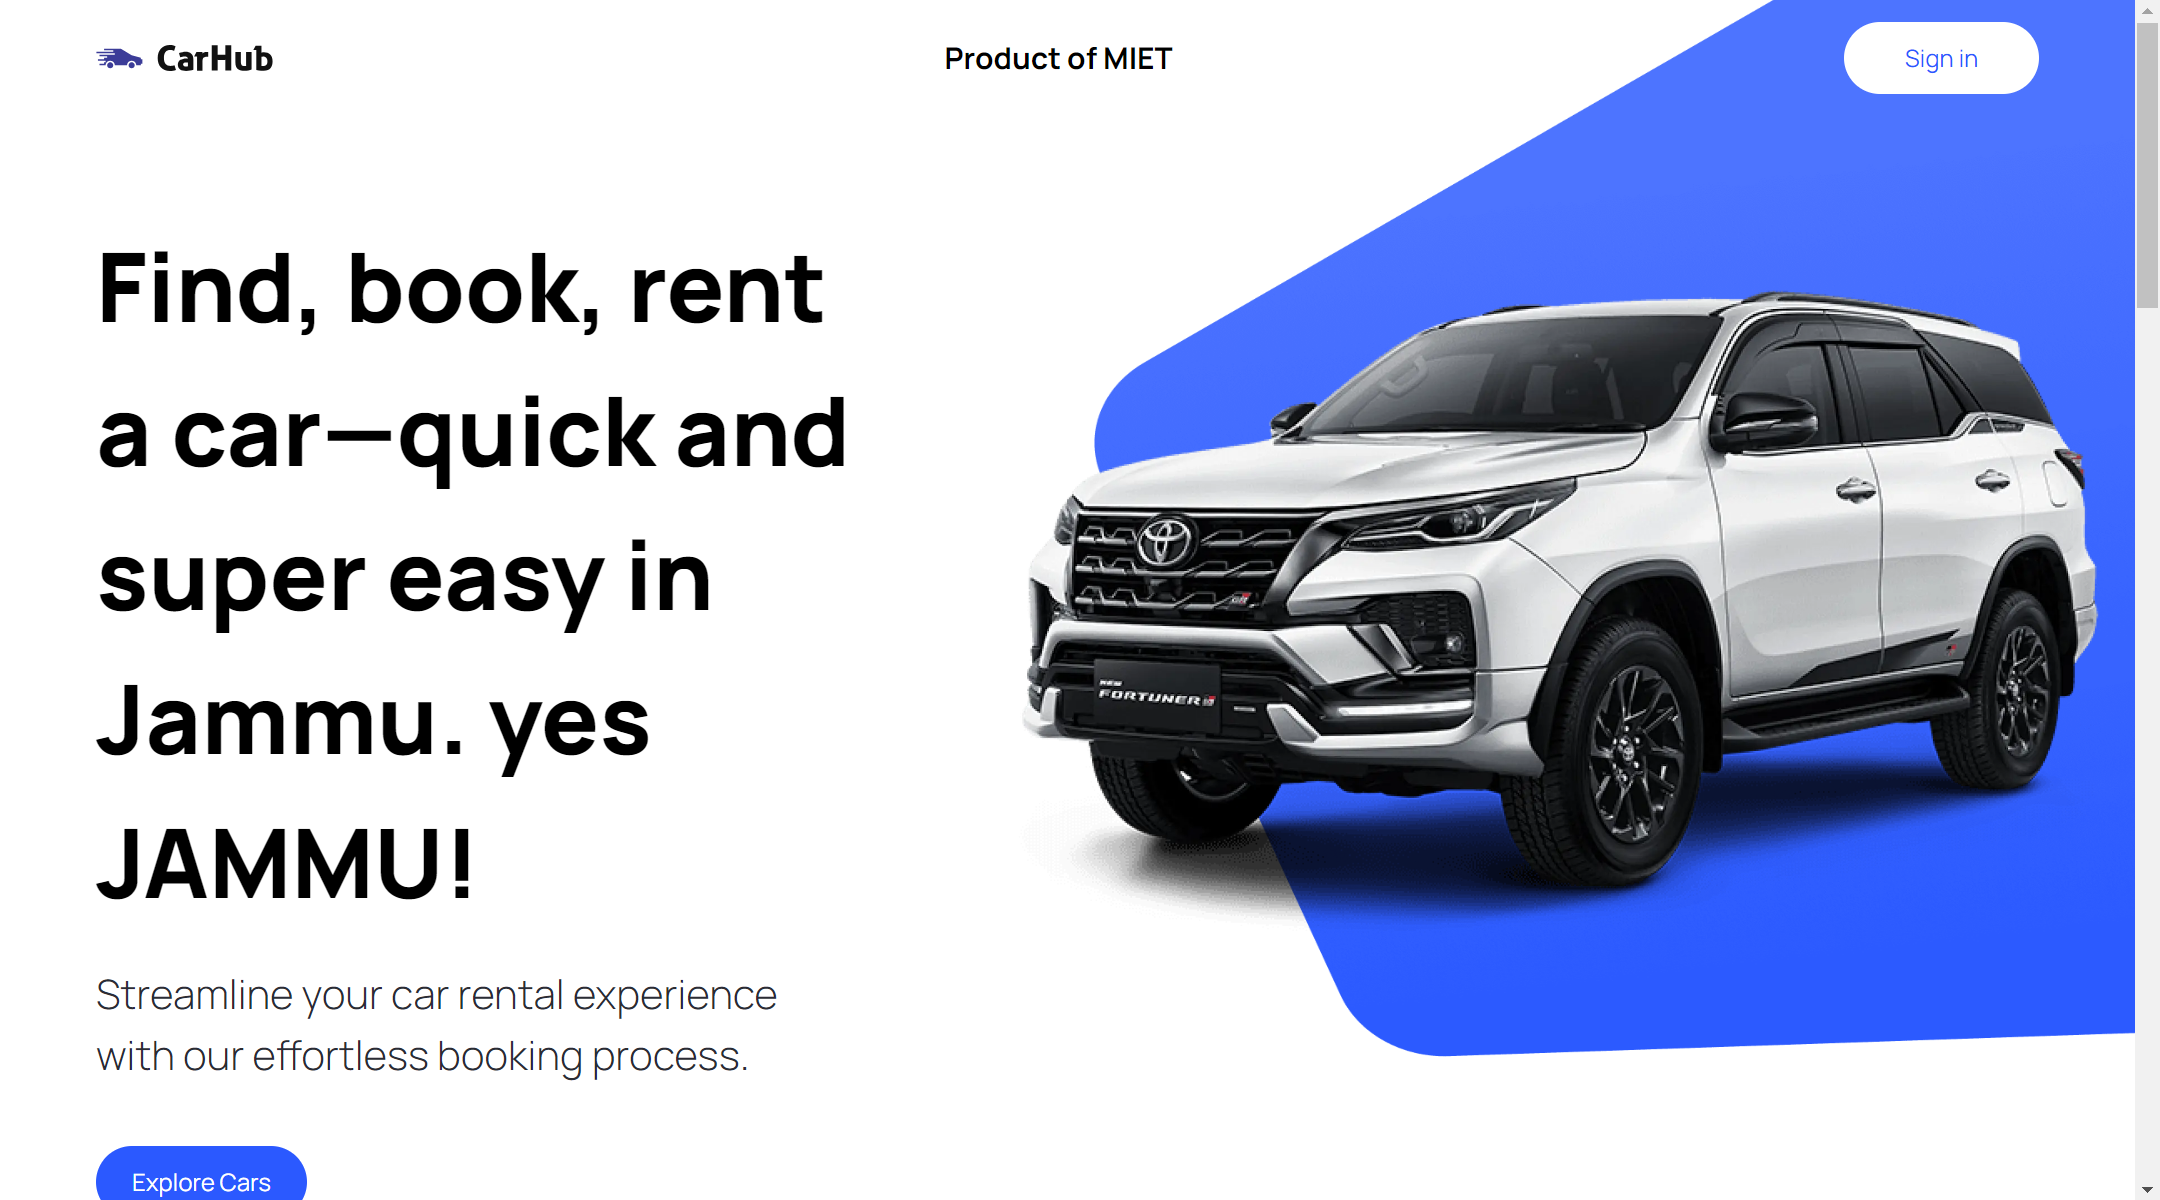 CarHub
Product of MIET
Sign in
Find, book, rent
a car—quick and
super easy in
Jammu. yes
JAMMU!
Streamline your car rental experience
with our effortless booking process.
Explore Cars
NEW
FORTUNER GR